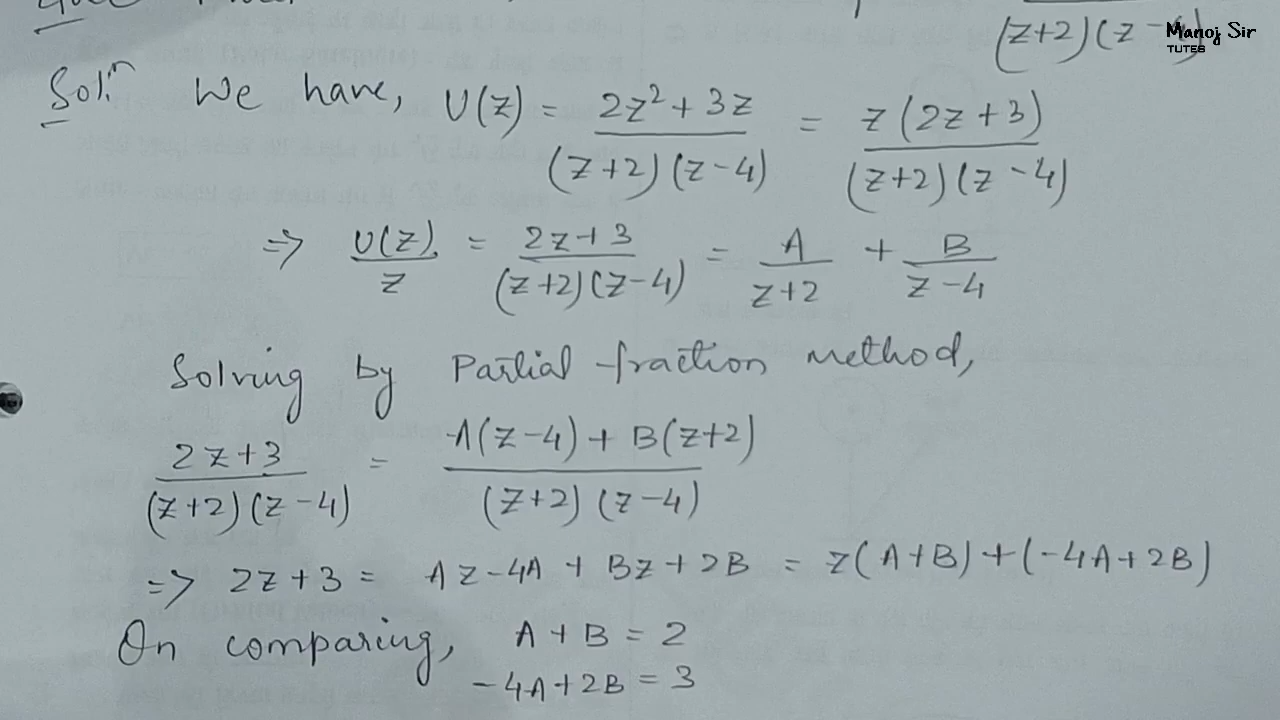 (z+2)(z-4)
Manoj Sir
TUTES
Sol.ⁿ We have, U(z) = 2z²+3z / (z+2)(z-4) = z(2z+3) / (z+2)(z-4)
=> U(z) / z = 2z+3 / (z+2)(z-4) = A / z+2 + B / z-4
Solving by Partial fraction method,
2z+3 / (z+2)(z-4) = A(z-4)+B(z+2) / (z+2)(z-4)
=> 2z+3 = Az-4A + Bz+2B = z(A+B)+(-4A+2B)
On comparing, A+B = 2
-4A+2B = 3